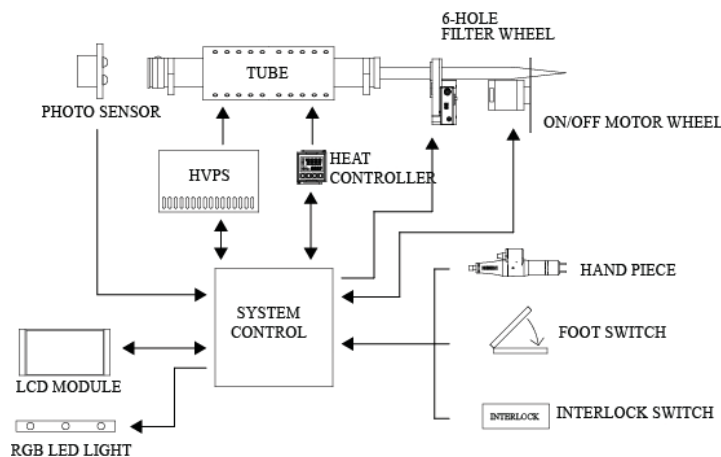 6-HOLE
FILTER WHEEL
TUBE
PHOTO SENSOR
ON/OFF MOTOR WHEEL
HVPS
HEAT
CONTROLLER
HAND PIECE
SYSTEM
CONTROL
FOOT SWITCH
LCD MODULE
INTERLOCK
INTERLOCK SWITCH
RGB LED LIGHT